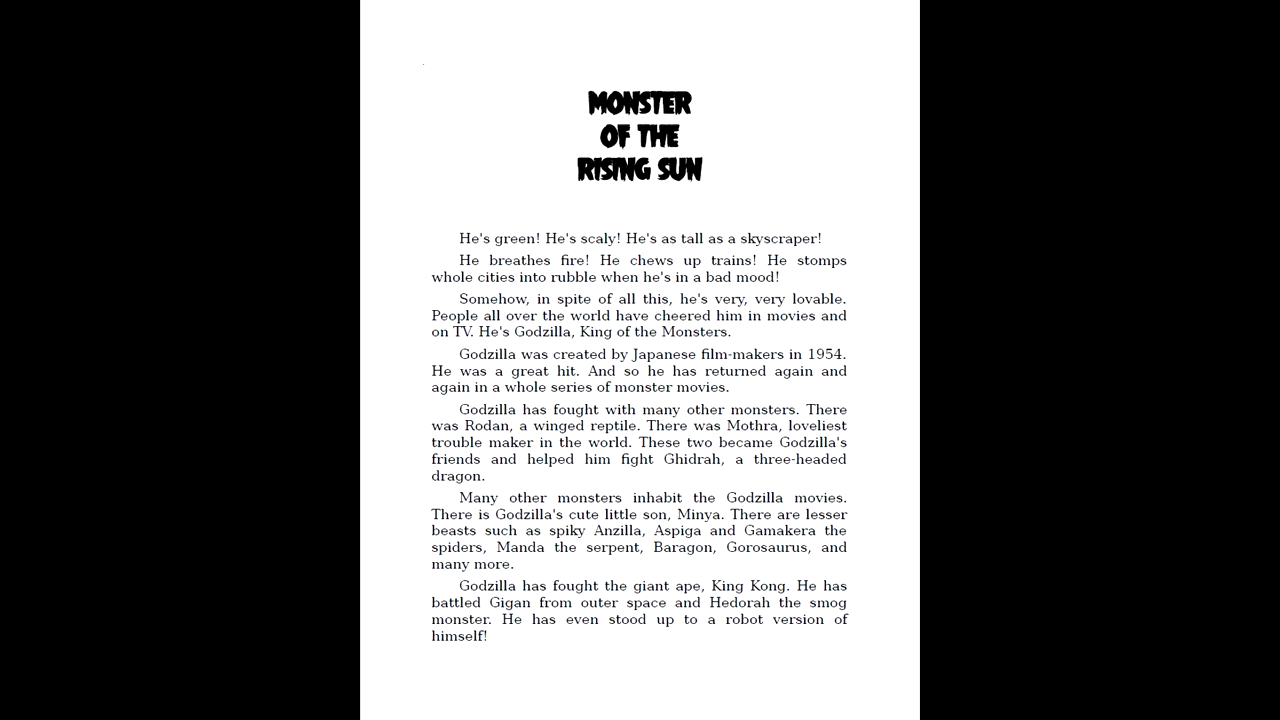 MONSTER
OF THE
RISING SUN
He's green! He's scaly! He's as tall as a skyscraper!
He breathes fire! He chews up trains! He stomps
whole cities into rubble when he's in a bad mood!
Somehow, in spite of all this, he's very, very lovable.
People all over the world have cheered him in movies and
on TV. He's Godzilla, King of the Monsters.
Godzilla was created by Japanese film-makers in 1954.
He was a great hit. And so he has returned again and
again in a whole series of monster movies.
Godzilla has fought with many other monsters. There
was Rodan, a winged reptile. There was Mothra, loveliest
trouble maker in the world. These two became Godzilla's
friends and helped him fight Ghidrah, a three-headed
dragon.
Many other monsters inhabit the Godzilla movies.
There is Godzilla's cute little son, Minya. There are lesser
beasts such as spiky Anzilla, Aspiga and Gamakera the
spiders, Manda the serpent, Baragon, Gorosaurus, and
many more.
Godzilla has fought the giant ape, King Kong. He has
battled Gigan from outer space and Hedorah the smog
monster. He has even stood up to a robot version of
himself!